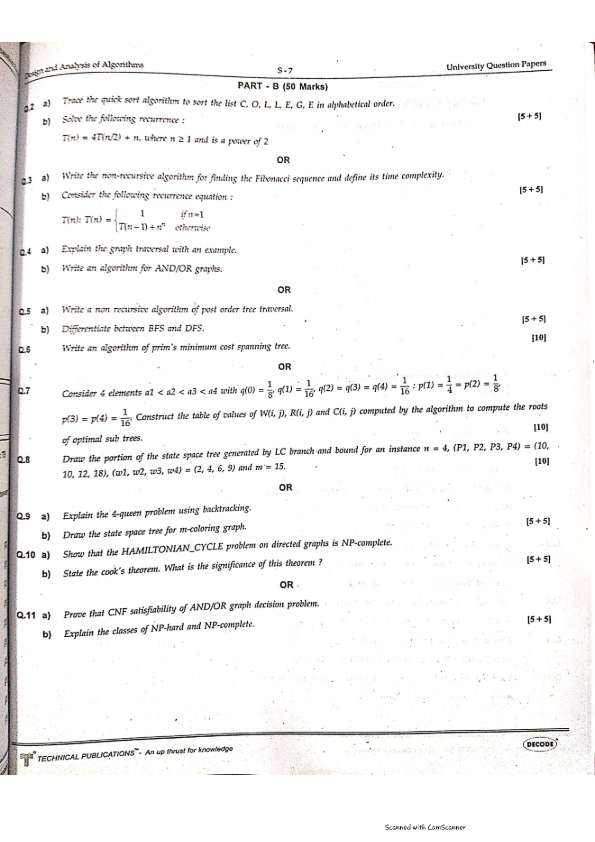 Design and Analysis of Algorithms S - 7 University Question Papers
PART - B (50 Marks)
Q.2 a) Trace the quick sort algorithm to sort the list C, O, L, L, E, G, E in alphabetical order.
b) Solve the following recurrence : [5 + 5]
T(n) = 4T(n/2) + n, where n ≥ 1 and is a power of 2
OR
Q.3 a) Write the non-recursive algorithm for finding the Fibonacci sequence and define its time complexity.
b) Consider the following recurrence equation : [5 + 5]
T(n): T(n) = { 1 if n=1
T(n – 1) + nⁿ otherwise
Q.4 a) Explain the graph traversal with an example.
b) Write an algorithm for AND/OR graphs. [5 + 5]
OR
Q.5 a) Write a non recursive algorithm of post order tree traversal.
b) Differentiate between BFS and DFS. [5 + 5]
Q.6 Write an algorithm of prim's minimum cost spanning tree. [10]
OR
Q.7 Consider 4 elements a1 < a2 < a3 < a4 with q(0) = 1/8, q(1) = 1/16, q(2) = q(3) = q(4) = 1/16 ; p(1) = 1/4 = p(2) = 1/8,
p(3) = p(4) = 1/16. Construct the table of values of W(i, j), R(i, j) and C(i, j) computed by the algorithm to compute the roots
of optimal sub trees. [10]
Q.8 Draw the portion of the state space tree generated by LC branch and bound for an instance n = 4, (P1, P2, P3, P4) = (10,
10, 12, 18), (w1, w2, w3, w4) = (2, 4, 6, 9) and m = 15. [10]
OR
Q.9 a) Explain the 4-queen problem using backtracking.
b) Draw the state space tree for m-coloring graph. [5 + 5]
Q.10 a) Show that the HAMILTONIAN_CYCLE problem on directed graphs is NP-complete.
b) State the cook's theorem. What is the significance of this theorem ? [5 + 5]
OR
Q.11 a) Prove that CNF satisfiability of AND/OR graph decision problem.
b) Explain the classes of NP-hard and NP-complete. [5 + 5]
TECHNICAL PUBLICATIONS™ - An up thrust for knowledge DECODE®
Scanned with CamScanner